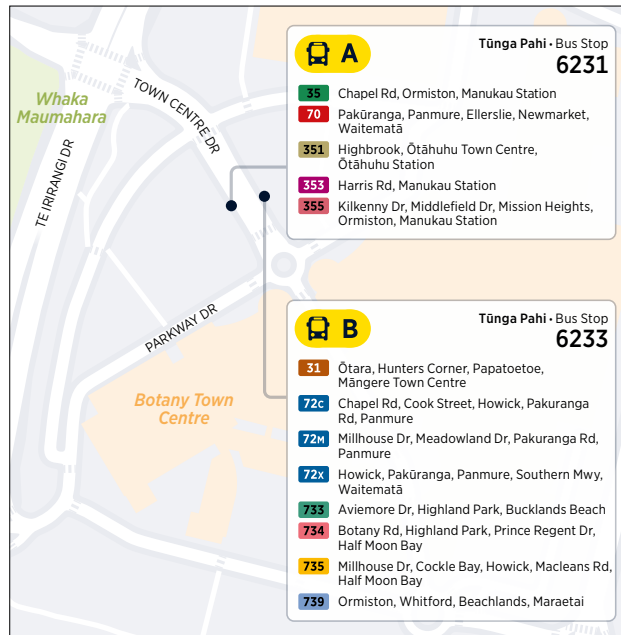 Whaka
Maumahara
TE IRIRANGI DR
TOWN CENTRE DR
PARKWAY DR
Botany Town
Centre
A
Tūnga Pahi • Bus Stop
6231
35 Chapel Rd, Ormiston, Manukau Station
70 Pakūranga, Panmure, Ellerslie, Newmarket,
Waitematā
351 Highbrook, Ōtāhuhu Town Centre,
Ōtāhuhu Station
353 Harris Rd, Manukau Station
355 Kilkenny Dr, Middlefield Dr, Mission Heights,
Ormiston, Manukau Station
B
Tūnga Pahi • Bus Stop
6233
31 Ōtara, Hunters Corner, Papatoetoe,
Māngere Town Centre
72C Chapel Rd, Cook Street, Howick, Pakuranga
Rd, Panmure
72M Millhouse Dr, Meadowland Dr, Pakuranga Rd,
Panmure
72X Howick, Pakūranga, Panmure, Southern Mwy,
Waitematā
733 Aviemore Dr, Highland Park, Bucklands Beach
734 Botany Rd, Highland Park, Prince Regent Dr,
Half Moon Bay
735 Millhouse Dr, Cockle Bay, Howick, Macleans Rd,
Half Moon Bay
739 Ormiston, Whitford, Beachlands, Maraetai